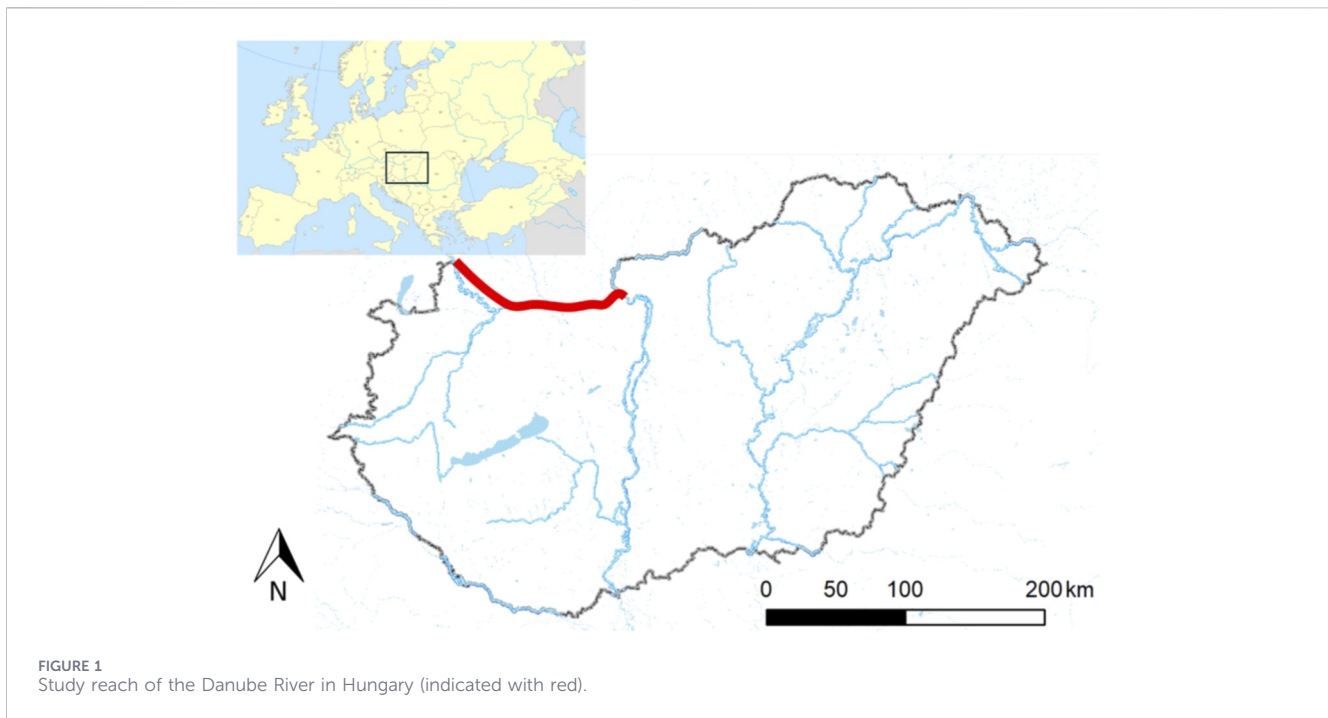 N
0 50 100 200 km
FIGURE 1
Study reach of the Danube River in Hungary (indicated with red).